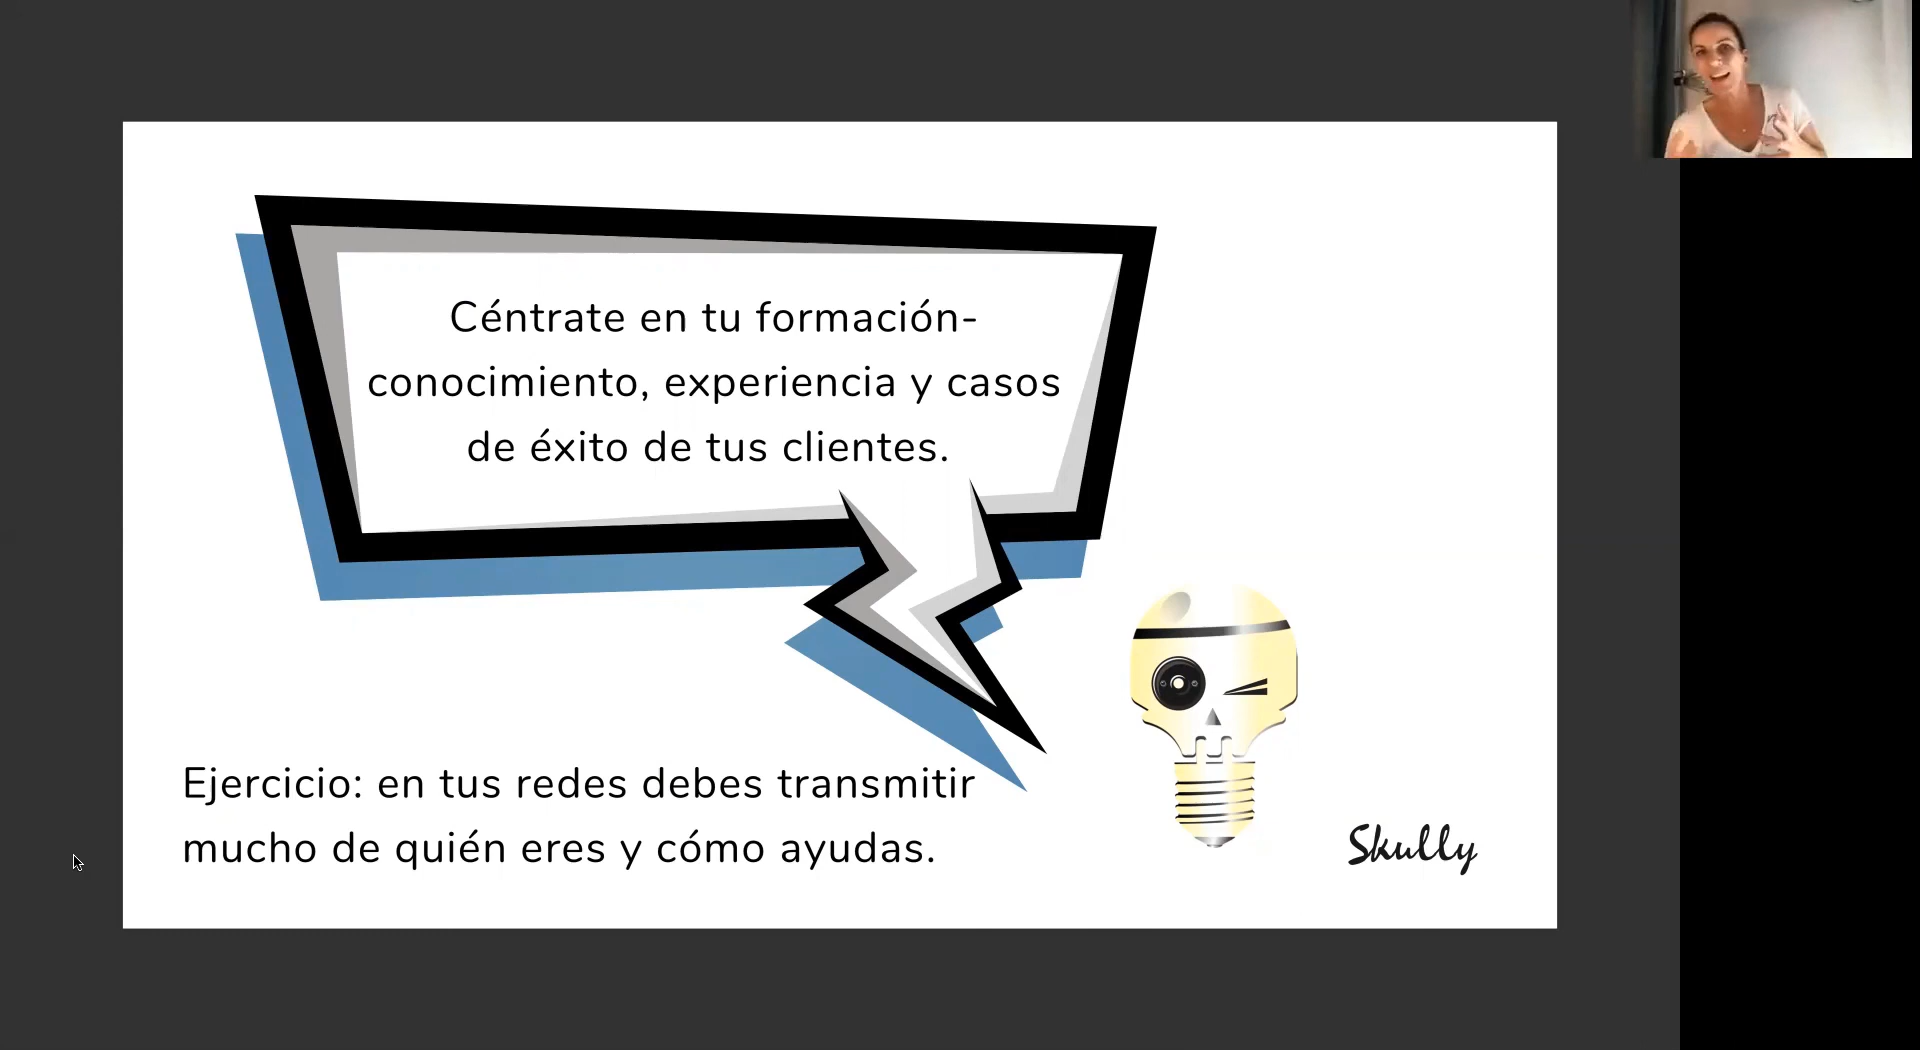 Céntrate en tu formación-
conocimiento, experiencia y casos
de éxito de tus clientes.
Ejercicio: en tus redes debes transmitir
mucho de quién eres y cómo ayudas.
Skully